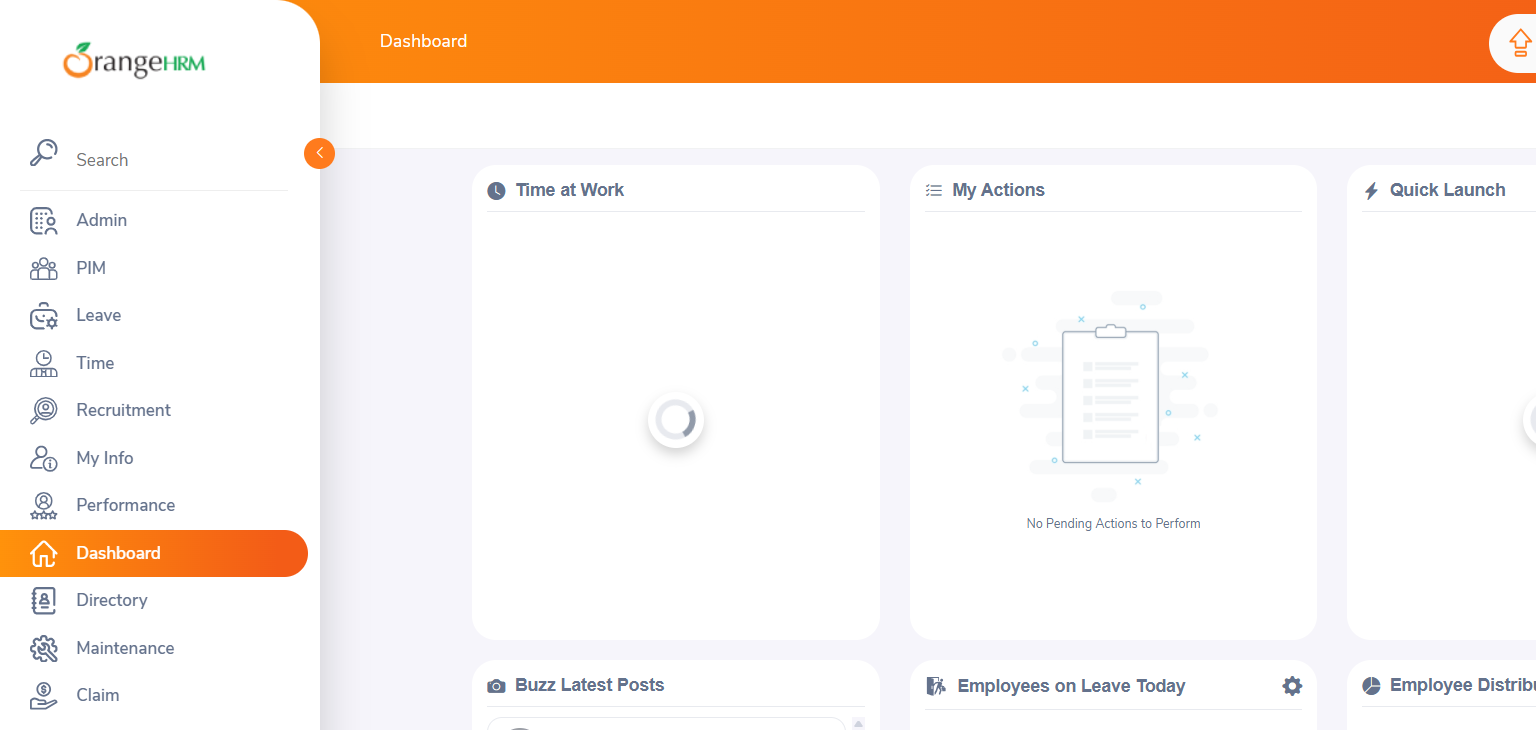 OrangeHRM
Dashboard
Search
Admin
PIM
Leave
Time
Recruitment
My Info
Performance
Dashboard
Directory
Maintenance
Claim
Time at Work
My Actions
No Pending Actions to Perform
Quick Launch
Buzz Latest Posts
Employees on Leave Today
Employee Distribu